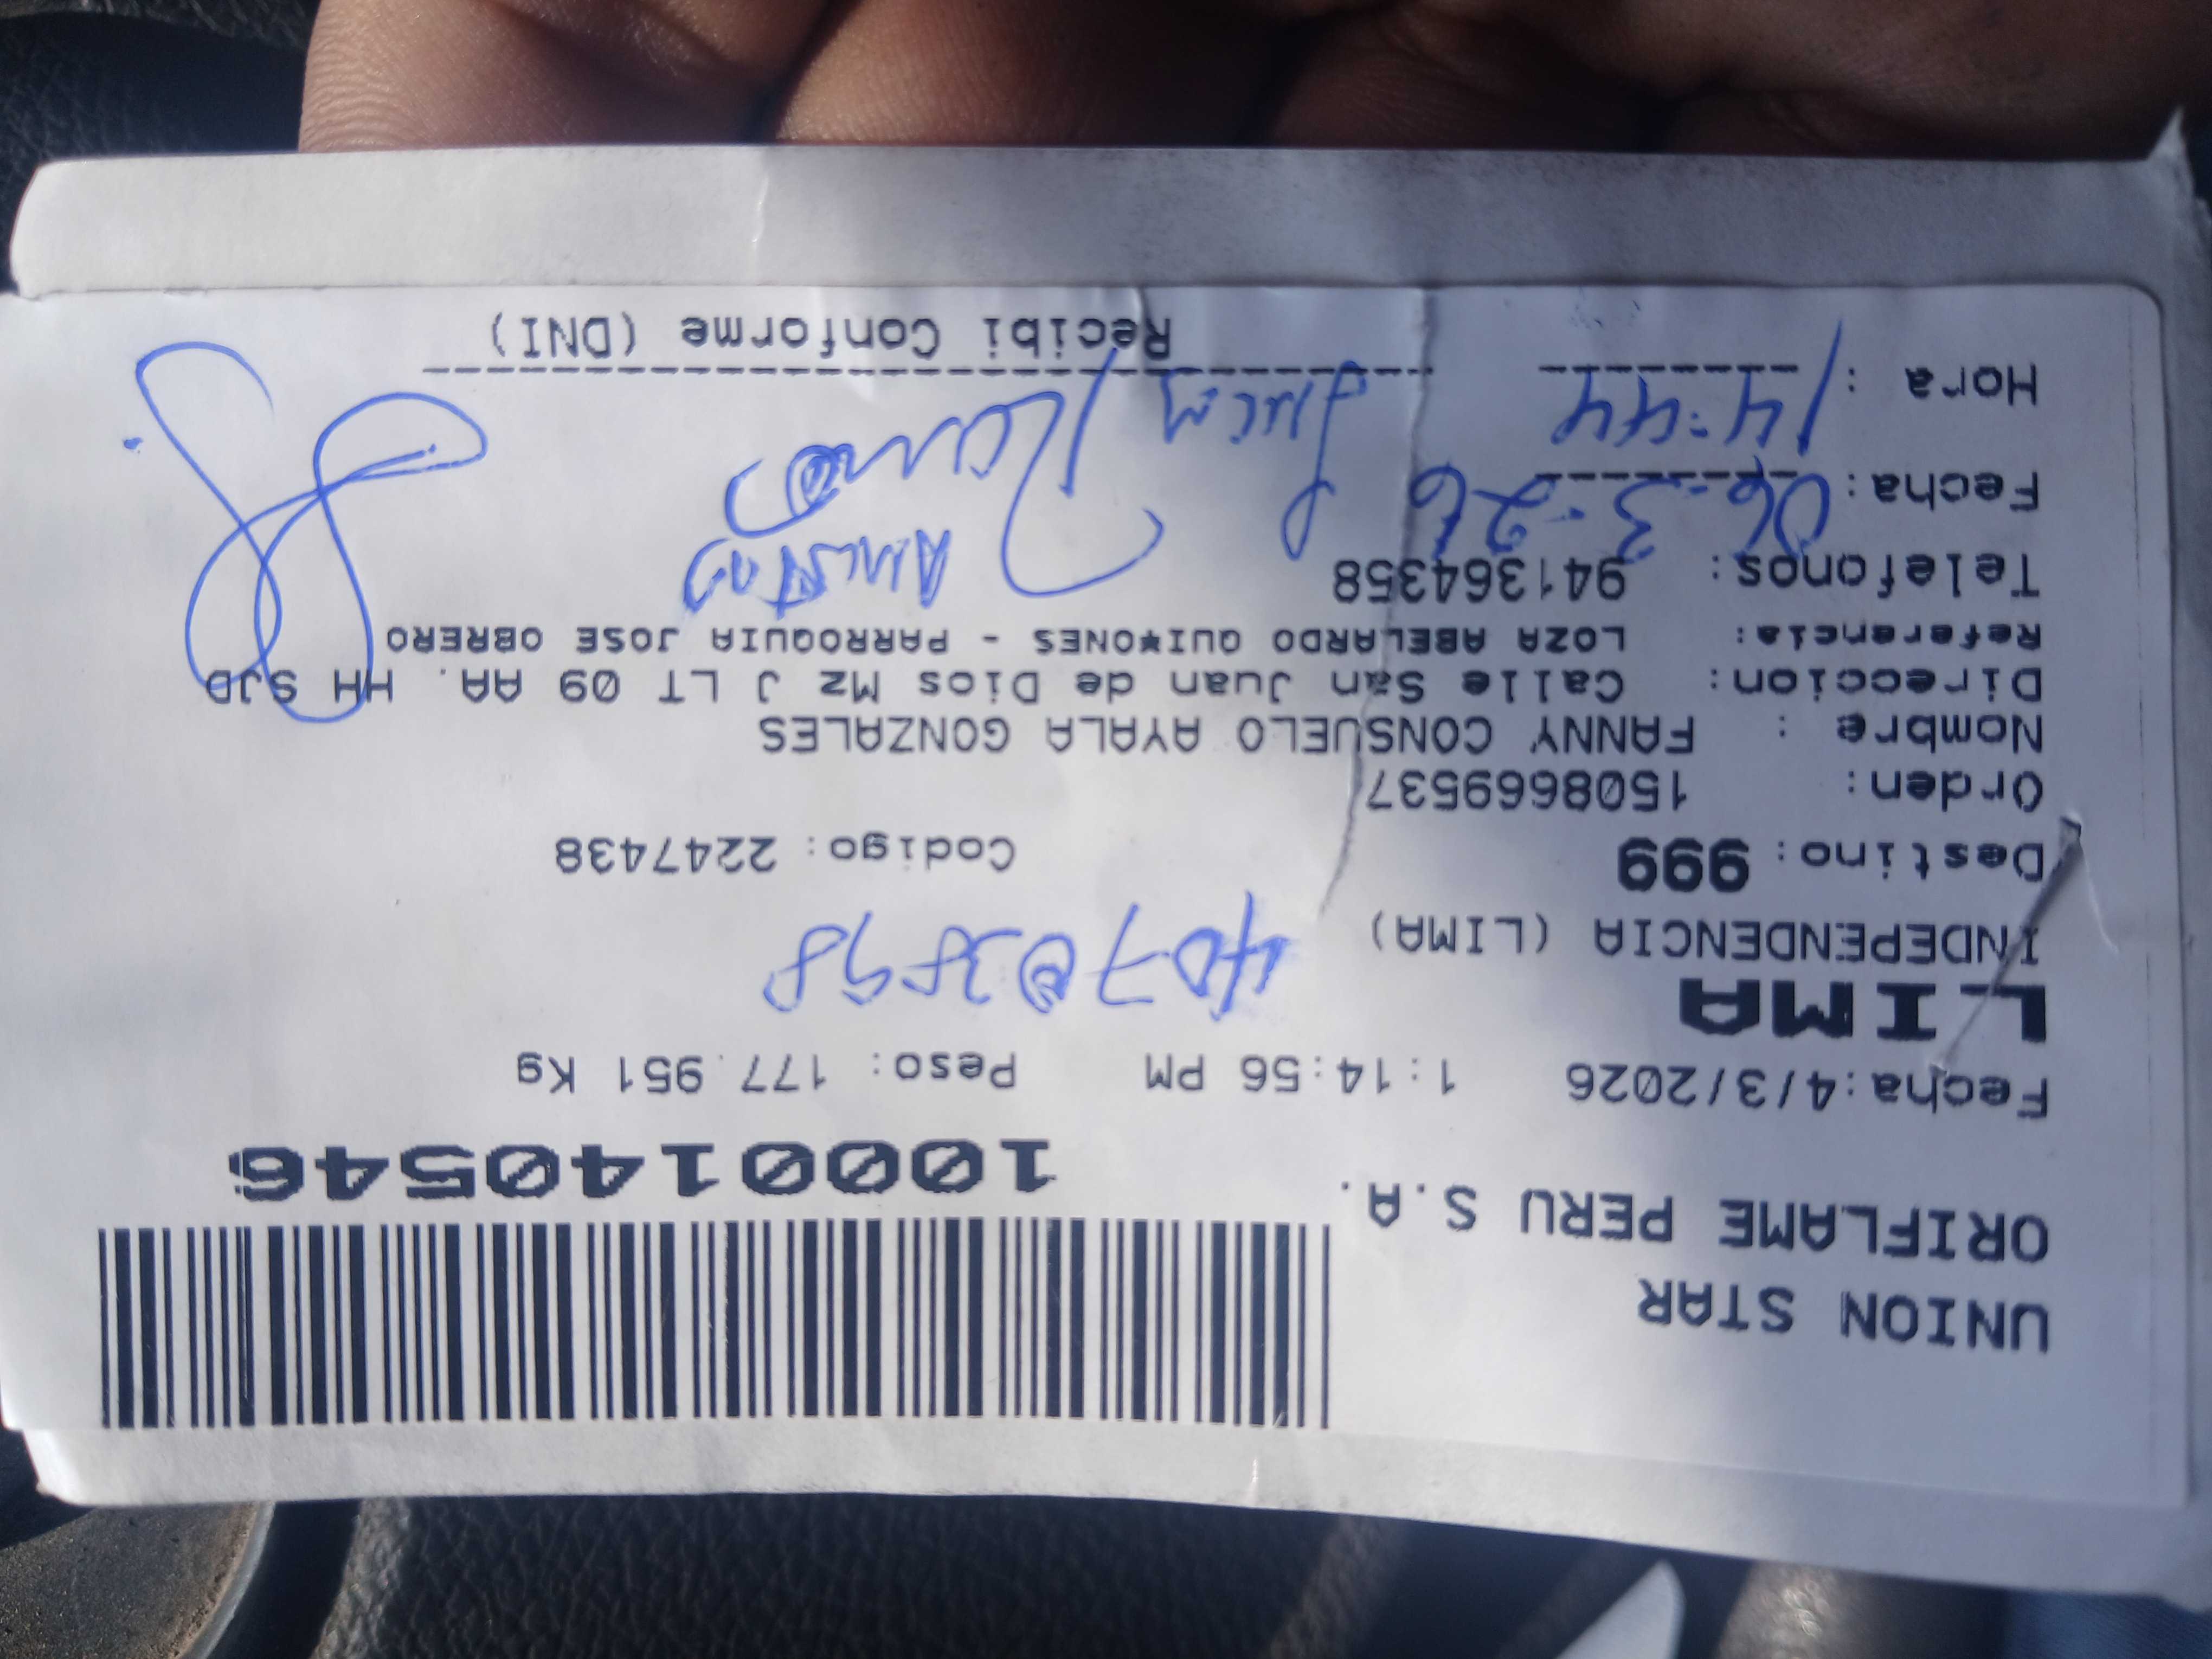 UNION STAR
ORIFLAME PERU S.A.
1000140546
Fecha:4/3/2026 1:14:56 PM Peso: 177.951 Kg
LIMA
INDEPENDENCIA (LIMA)
Destino: 999 Codigo: 2247438
Orden: 1508669537
Nombre : FANNY CONSUELO AYALA GONZALES
Direccion: Calle San Juan de Dios Mz J LT 09 AA. HH SJD
Referencia: LOZA ABELARDO QUI¥ONES - PARROQUIA JOSE OBRERO
Telefonos: 941364358
Fecha: 06-3-26
Hora : 14:44
Ramos
Recibi Conforme (DNI)